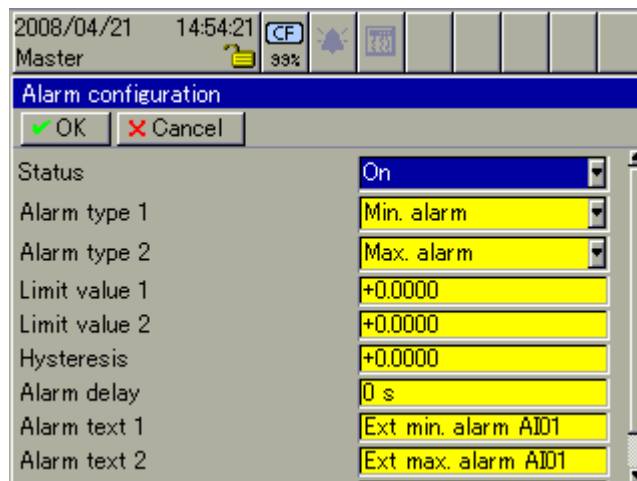 2008/04/21 14:54:21 CF
Master 99%
Alarm configuration
OK Cancel
Status On
Alarm type 1 Min. alarm
Alarm type 2 Max. alarm
Limit value 1 +0.0000
Limit value 2 +0.0000
Hysteresis +0.0000
Alarm delay 0 s
Alarm text 1 Ext min. alarm AI01
Alarm text 2 Ext max. alarm AI01